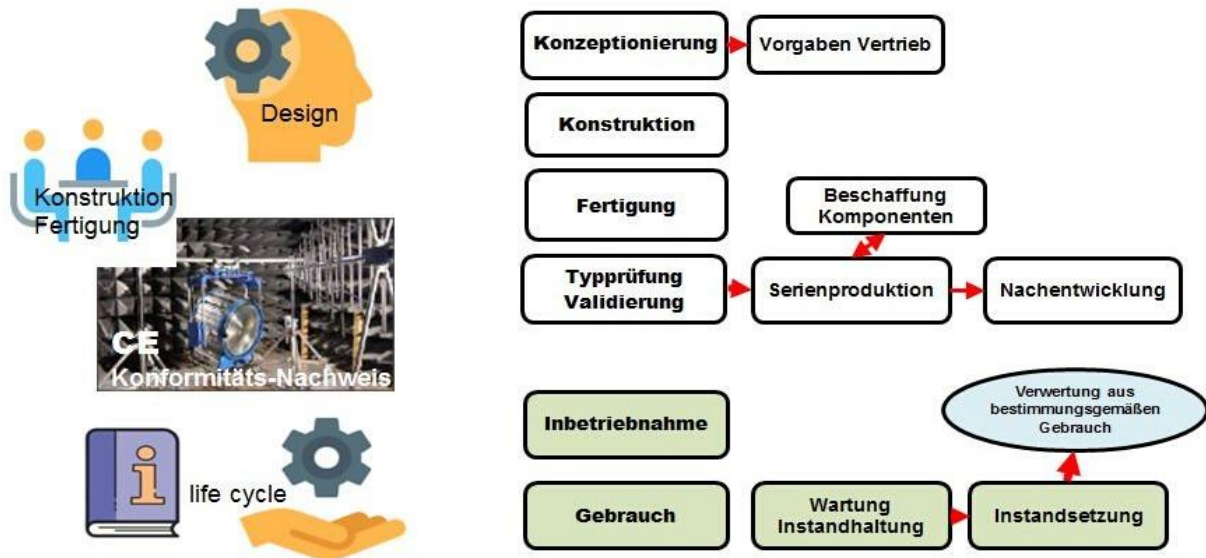 Design
Konstruktion
Fertigung
CE
Konformitäts-Nachweis
life cycle
Konzeptionierung
Vorgaben Vertrieb
Konstruktion
Fertigung
Beschaffung
Komponenten
Typprüfung
Validierung
Serienproduktion
Nachentwicklung
Verwertung aus
bestimmungsgemäßen
Gebrauch
Inbetriebnahme
Gebrauch
Wartung
Instandhaltung
Instandsetzung